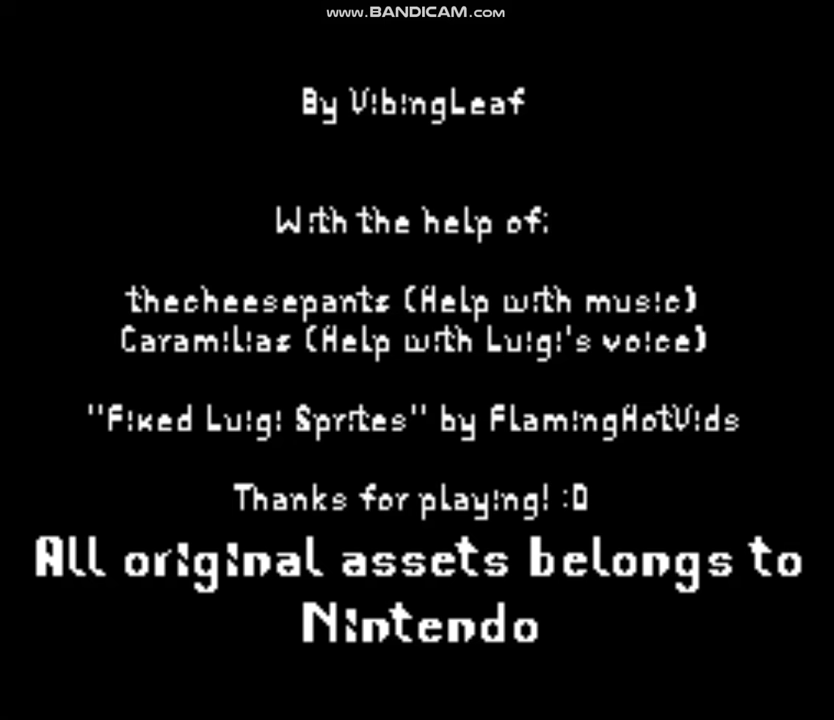 www.BANDICAM.com
By VibingLeaf
With the help of:
thecheesepants (Help with music)
Caramilias (Help with Luigi's voice)
"Fixed Luigi Sprites" by FlamingHotVids
Thanks for playing! :D
All original assets belongs to
Nintendo